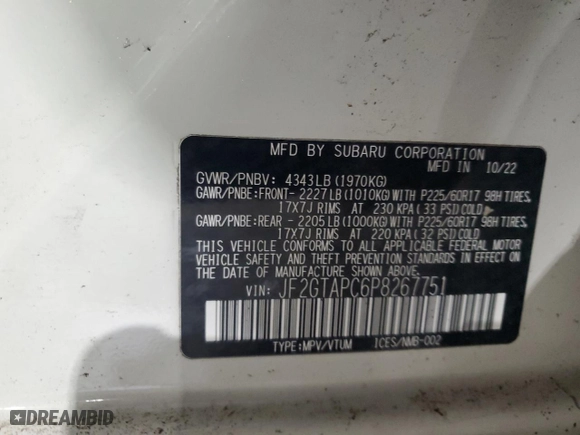 MFD BY SUBARU CORPORATION
MFD IN 10/22
GVWR/PNBV: 4343LB (1970KG)
GAWR/PNBE:FRONT- 2227LB (1010KG) WITH P225/60R17 98H TIRES,
17X7J RIMS AT 230 KPA (33 PSI) COLD
GAWR/PNBE:REAR - 2205LB (1000KG) WITH P225/60R17 98H TIRES,
17X7J RIMS AT 220 KPA (32 PSI) COLD
THIS VEHICLE CONFORMS TO ALL APPLICABLE FEDERAL MOTOR
VEHICLE SAFETY AND THEFT PREVENTION STANDARDS IN EFFECT
ON THE DATE OF MANUFACTURE SHOWN ABOVE.
VIN: JF2GTAPC6P8267751
TYPE:MPV/VTUM ICES/NMB-002
DREAMBID